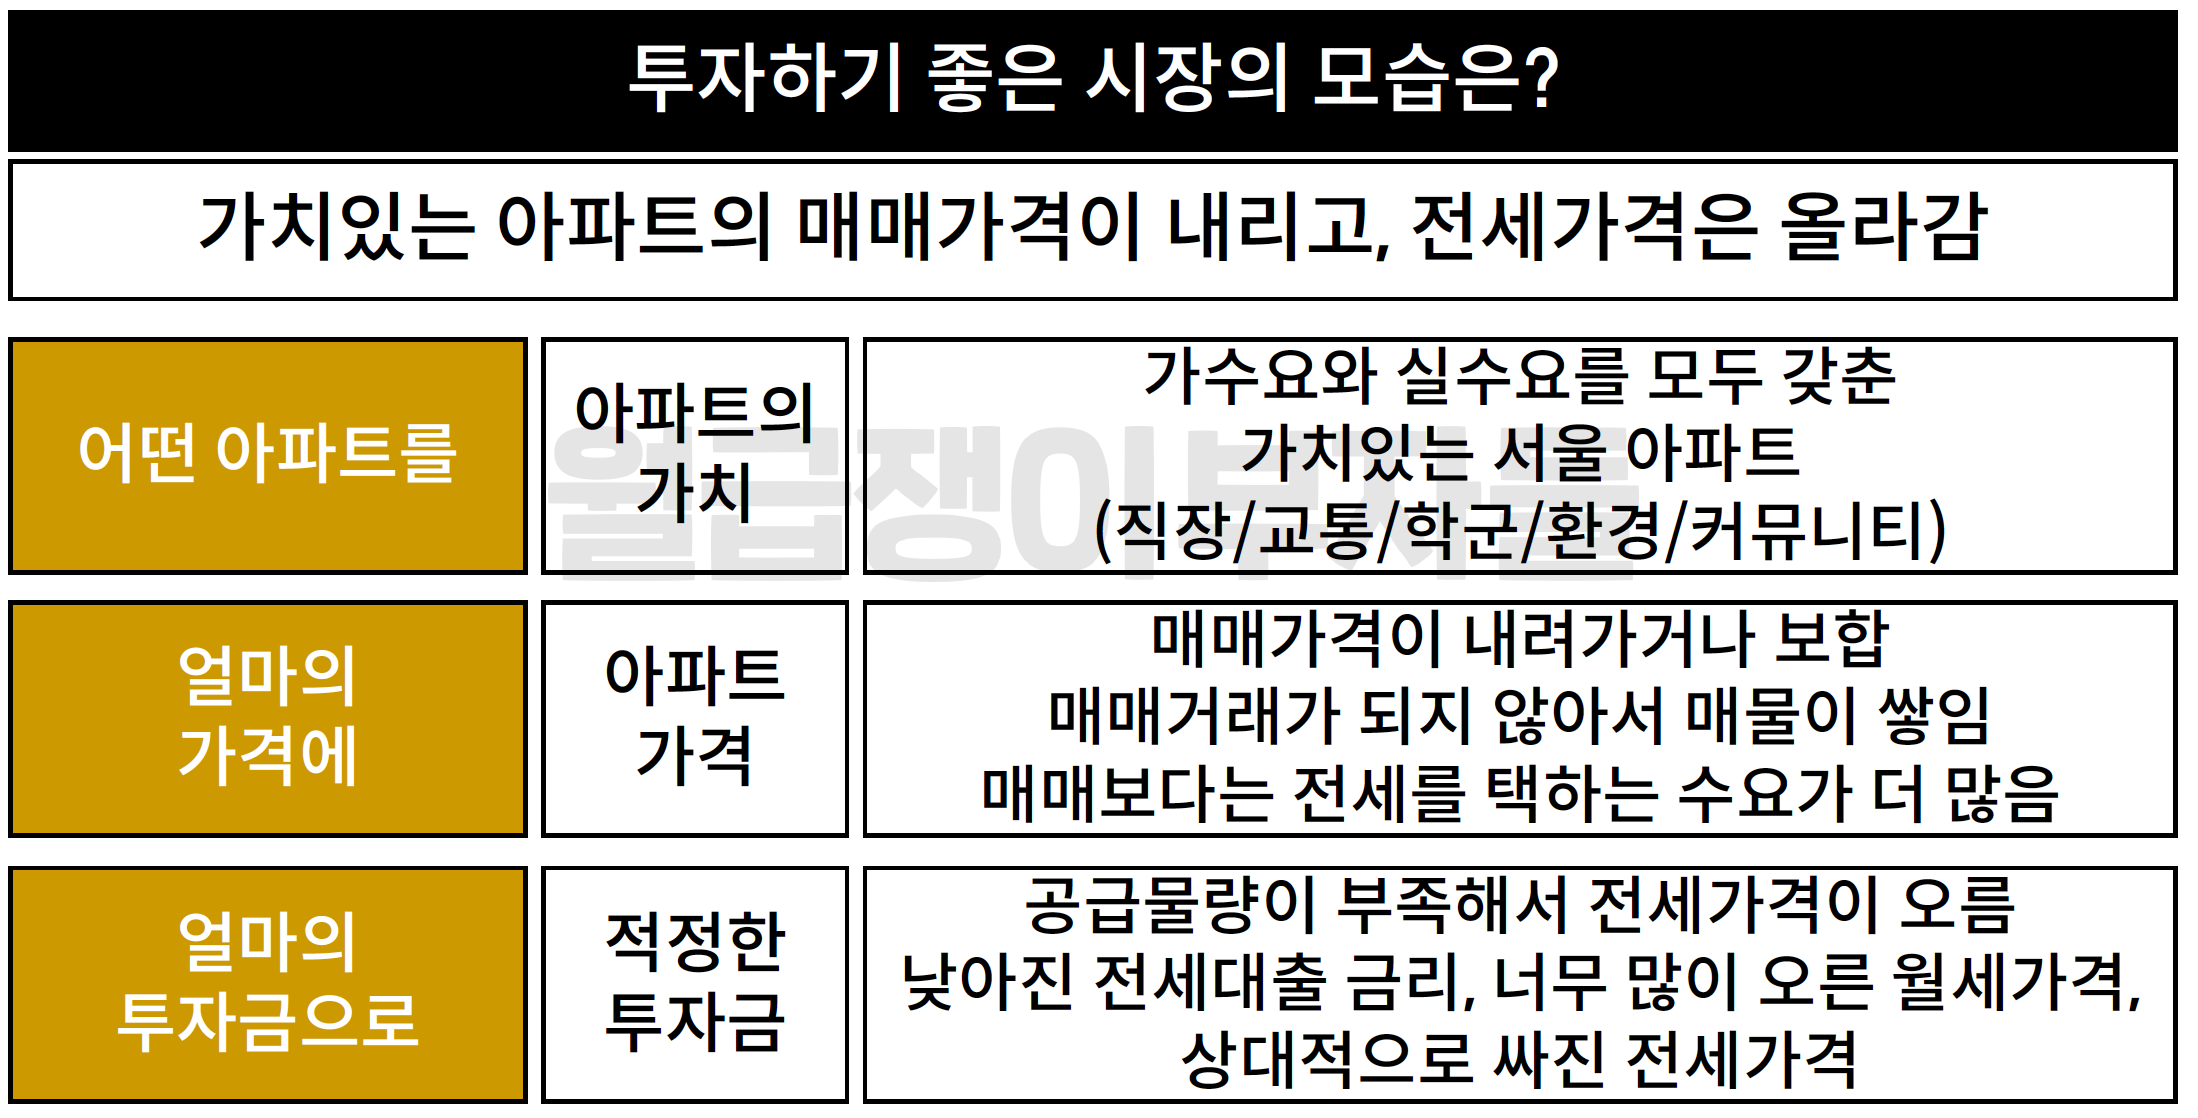 투자하기 좋은 시장의 모습은?
가치있는 아파트의 매매가격이 내리고, 전세가격은 올라감
어떤 아파트를
아파트의
가치
가수요와 실수요를 모두 갖춘
가치있는 서울 아파트
(직장/교통/학군/환경/커뮤니티)
월급쟁이부자들
얼마의
가격에
아파트
가격
매매가격이 내려가거나 보합
매매거래가 되지 않아서 매물이 쌓임
매매보다는 전세를 택하는 수요가 더 많음
얼마의
투자금으로
적정한
투자금
공급물량이 부족해서 전세가격이 오름
낮아진 전세대출 금리, 너무 많이 오른 월세가격,
상대적으로 싸진 전세가격